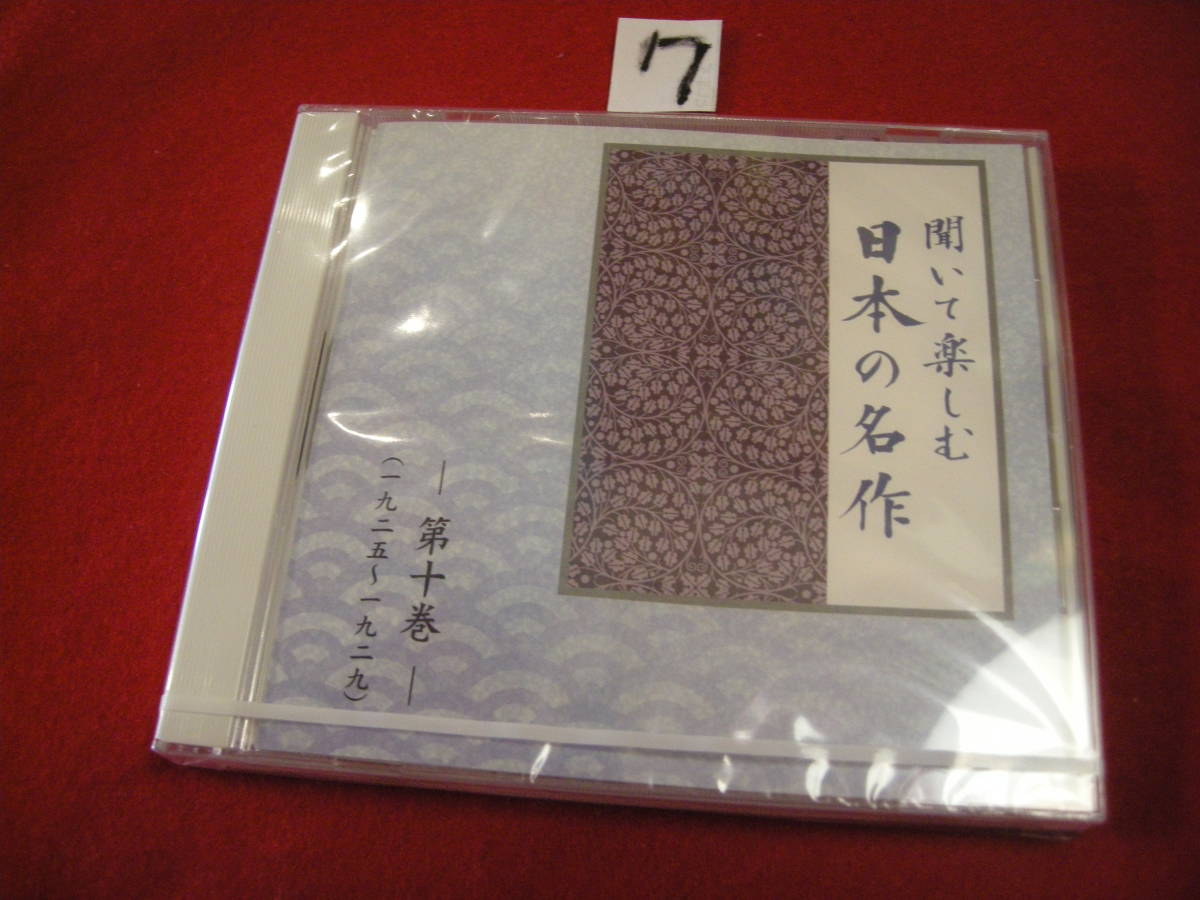 ワ
聞いて楽しむ
日本の名作
―第十巻―
(一九二五~一九二九)